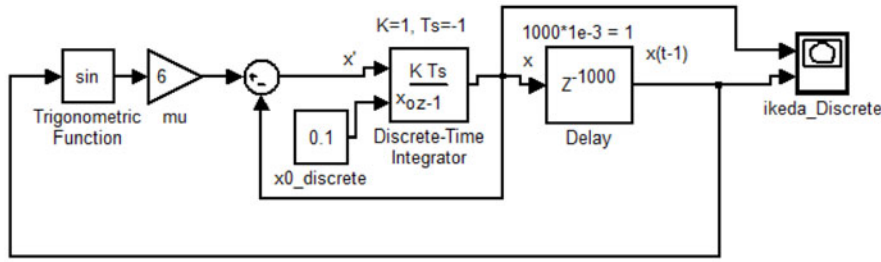 K=1, Ts=-1
1000*1e-3 = 1
x'
x
x(t-1)
sin
6
+
-
K Ts
xo z-1
Z-1000
0.1
Trigonometric
Function
mu
Discrete-Time
Integrator
Delay
ikeda_Discrete
x0_discrete